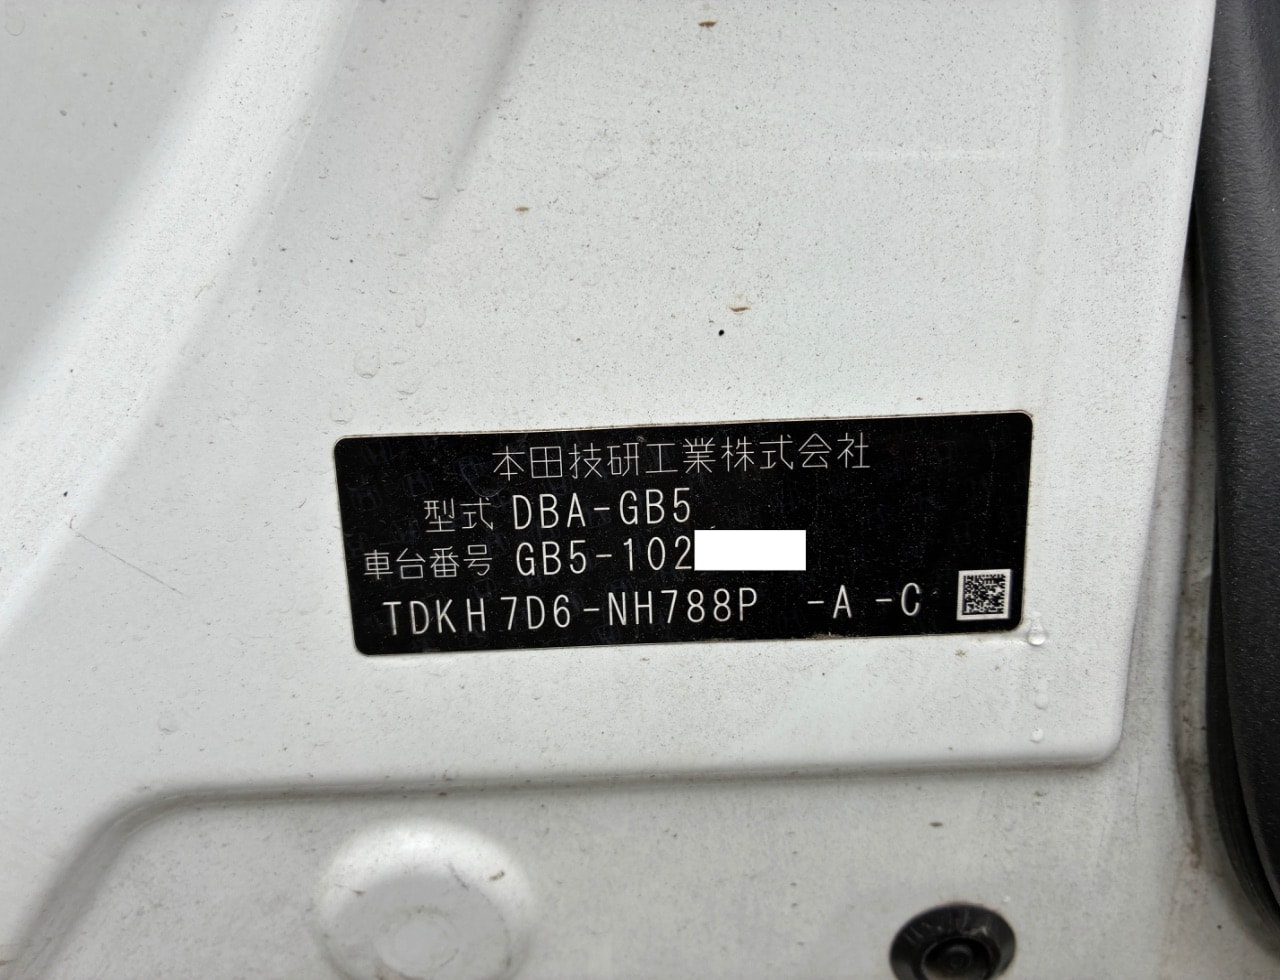 本田技研工業株式会社
型式 DBA-GB5
車台番号 GB5-102
TDKH7D6-NH788P -A -C